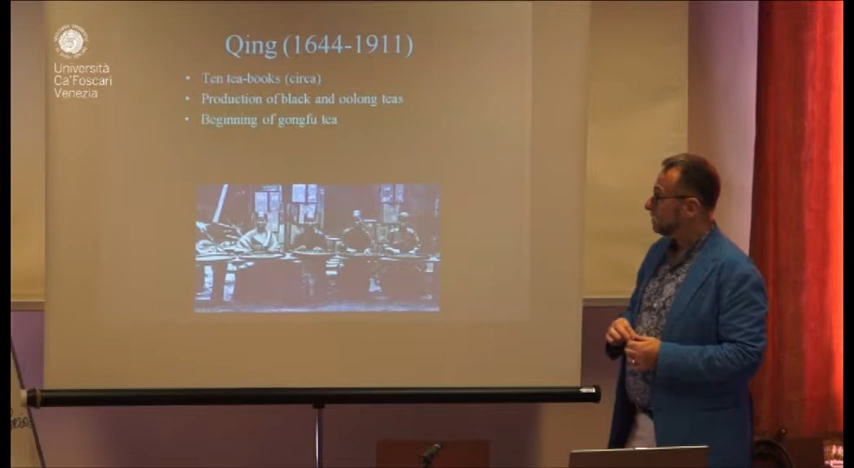 Università
Ca'Foscari
Venezia
Qing (1644-1911)
• Ten tea-books (circa)
• Production of black and oolong teas
• Beginning of gongfu tea